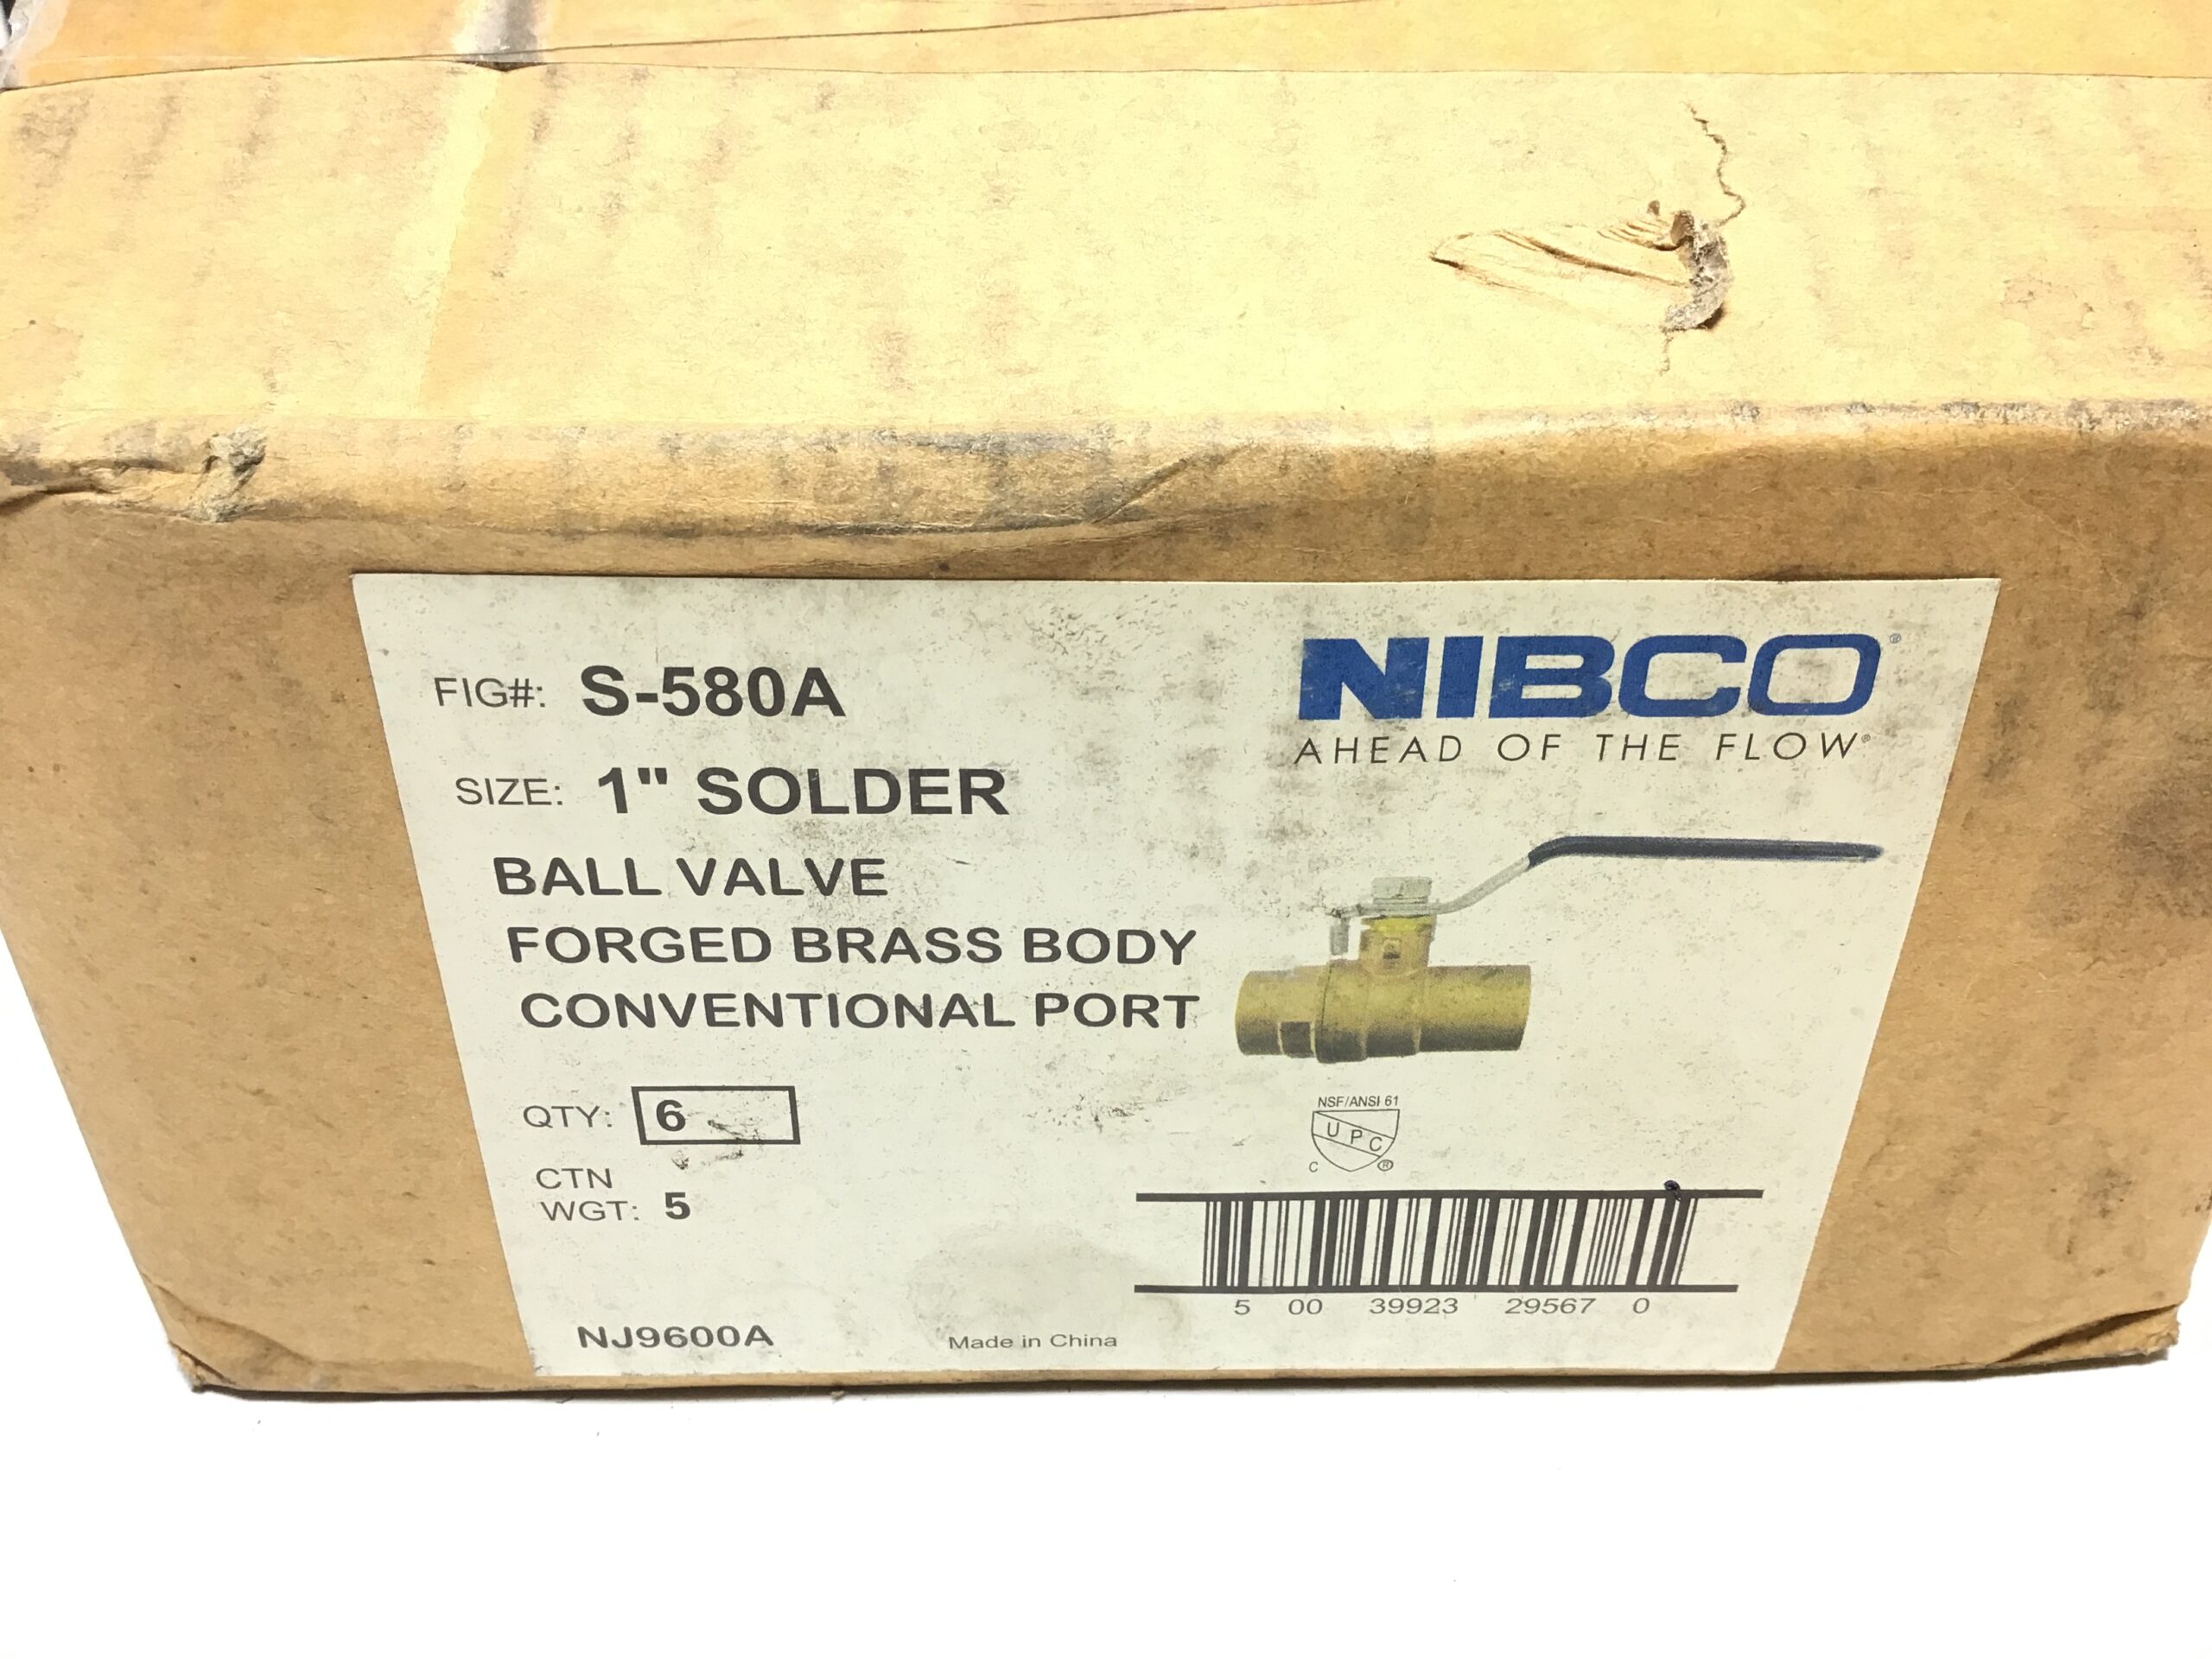 NIBCO®
AHEAD OF THE FLOW®
FIG#: S-580A
SIZE: 1" SOLDER
BALL VALVE
FORGED BRASS BODY
CONVENTIONAL PORT
QTY: 6
CTN
WGT: 5
NSF/ANSI 61
UPC
C ®
5 00 39923 29567 0
NJ9600A
Made in China